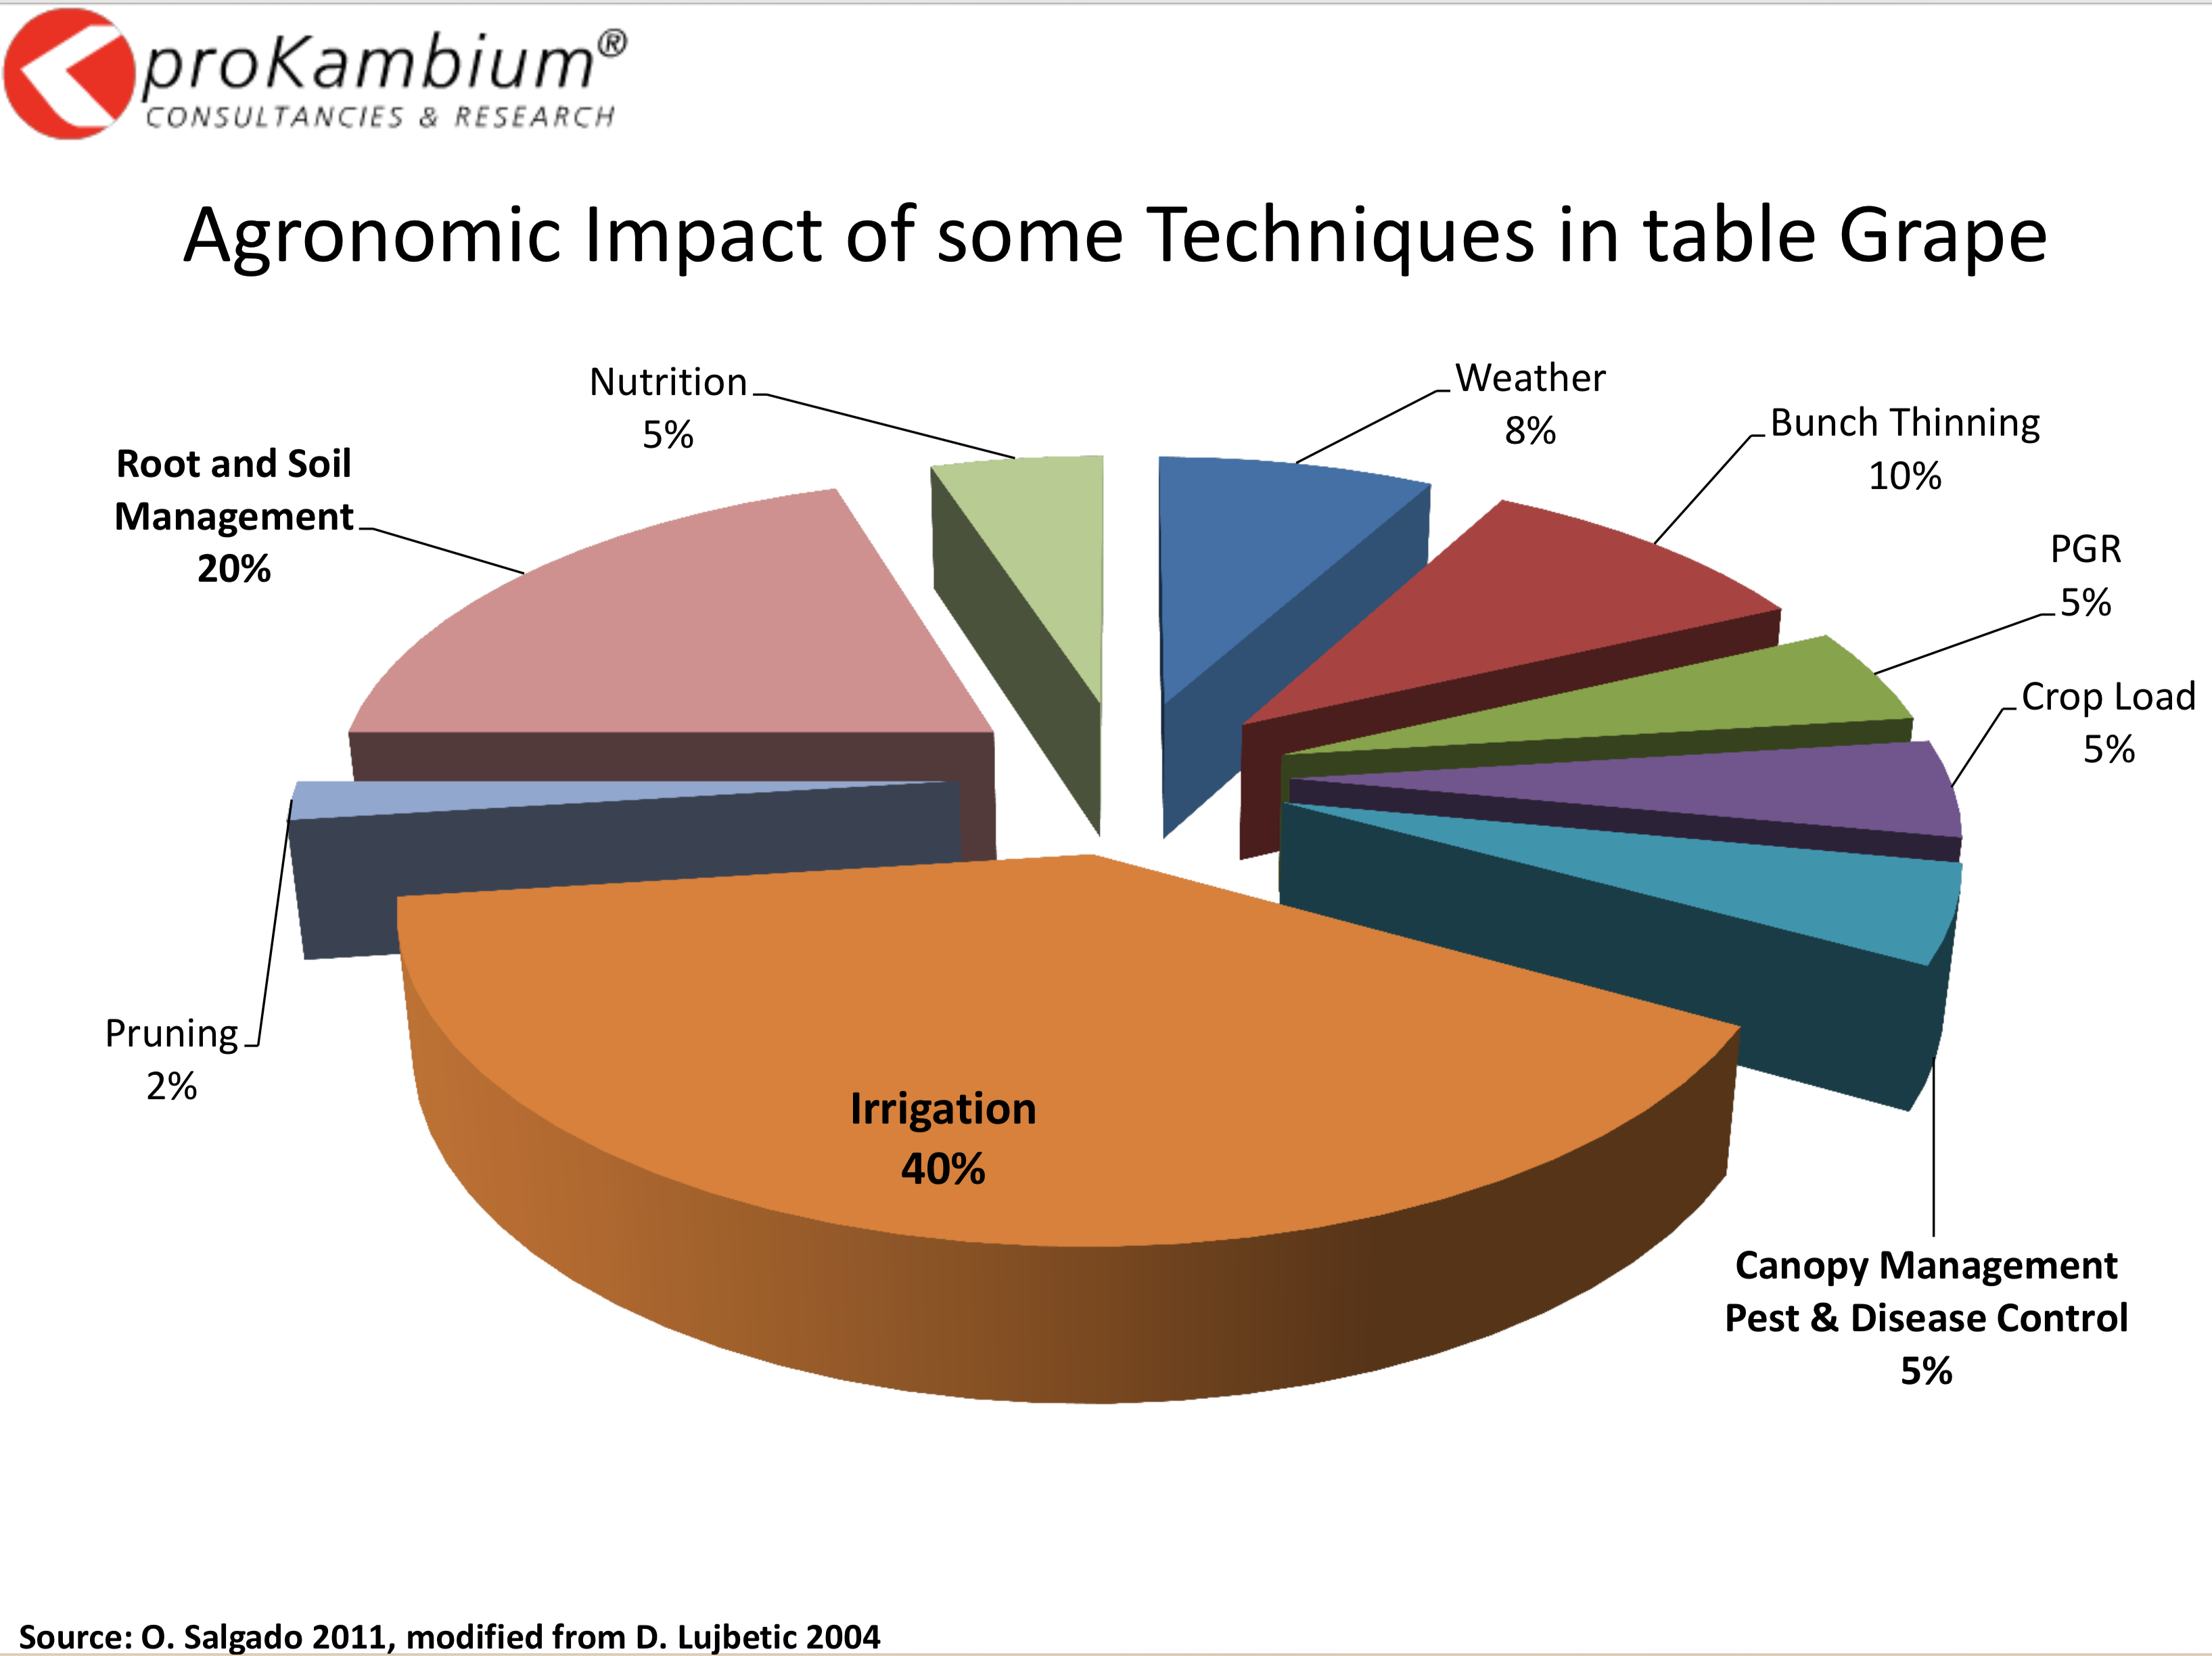 proKambium®
CONSULTANCIES & RESEARCH
Agronomic Impact of some Techniques in table Grape
Nutrition
5%
Weather
8%
Bunch Thinning
10%
Root and Soil
Management
20%
PGR
5%
Crop Load
5%
Pruning
2%
Irrigation
40%
Canopy Management
Pest & Disease Control
5%
Source: O. Salgado 2011, modified from D. Lujbetic 2004